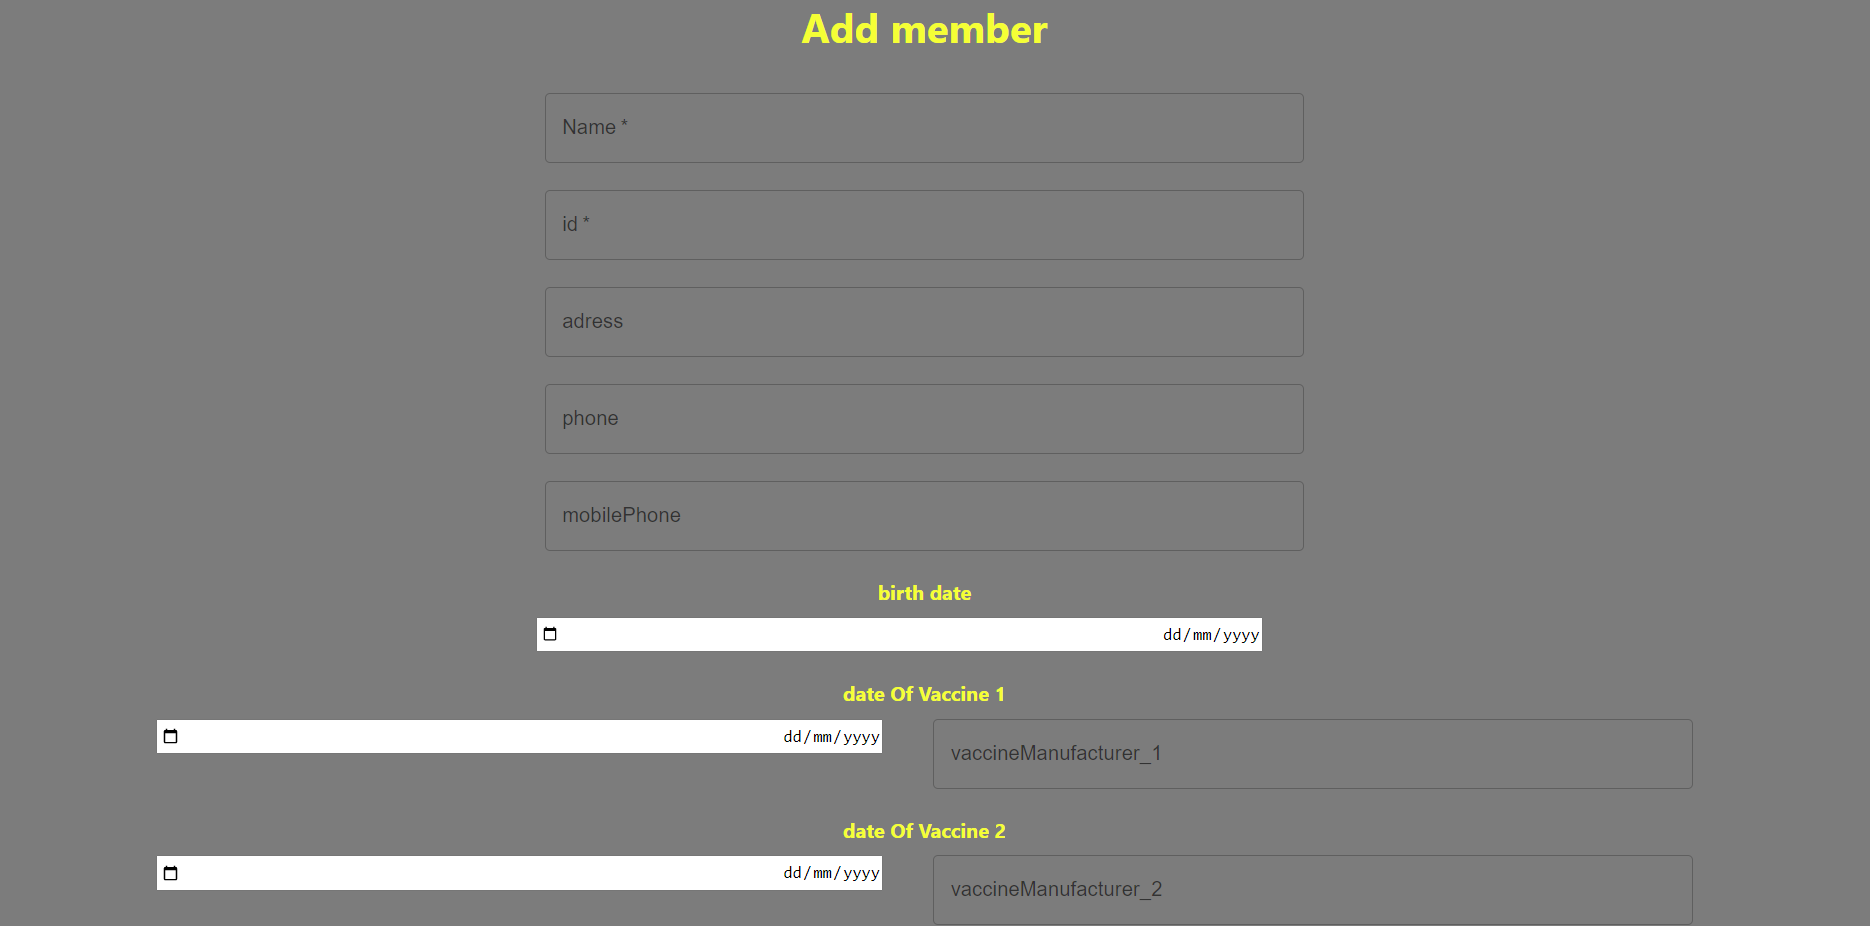 Add member
Name *
id *
adress
phone
mobilePhone
birth date
dd/mm/yyyy
date Of Vaccine 1
dd/mm/yyyy
vaccineManufacturer_1
date Of Vaccine 2
dd/mm/yyyy
vaccineManufacturer_2